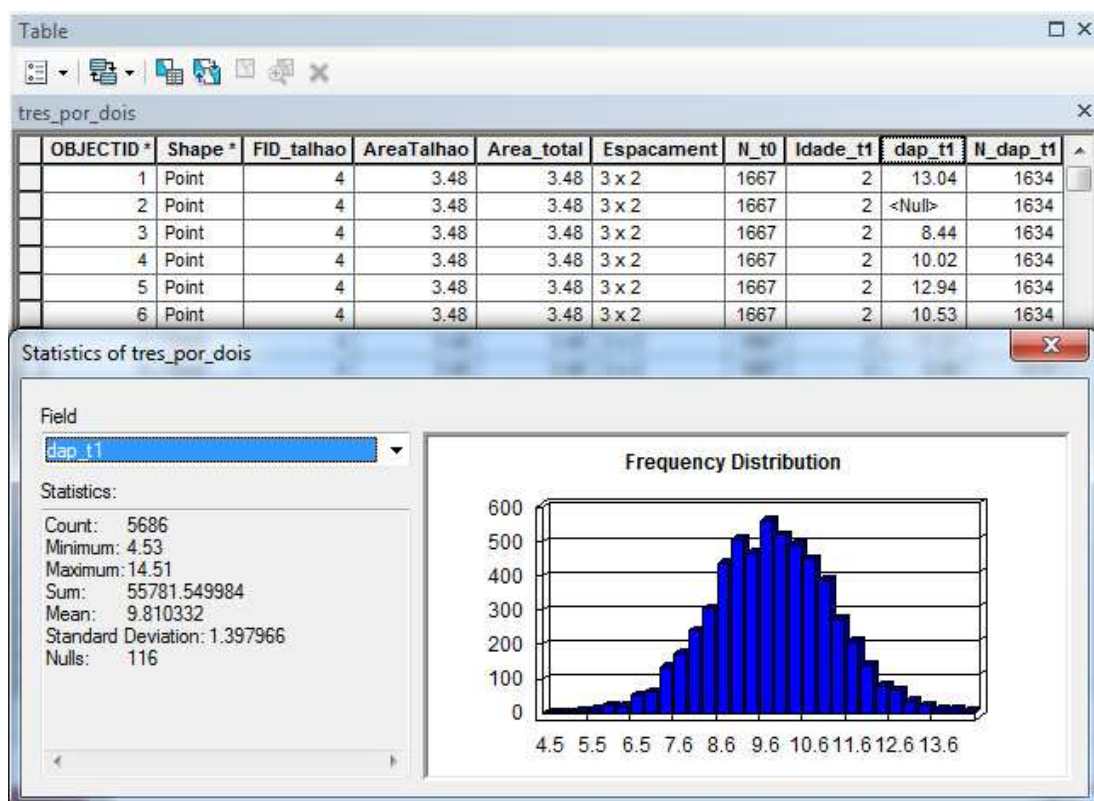 Table
tres_por_dois
OBJECTID * Shape * FID_talhao AreaTalhao Area_total Espacament N_t0 Idade_t1 dap_t1 N_dap_t1
1 Point 4 3.48 3.48 3 x 2 1667 2 13.04 1634
2 Point 4 3.48 3.48 3 x 2 1667 2 <Null> 1634
3 Point 4 3.48 3.48 3 x 2 1667 2 8.44 1634
4 Point 4 3.48 3.48 3 x 2 1667 2 10.02 1634
5 Point 4 3.48 3.48 3 x 2 1667 2 12.94 1634
6 Point 4 3.48 3.48 3 x 2 1667 2 10.53 1634
Statistics of tres_por_dois
Field
dap_t1
Statistics:
Count: 5686
Minimum: 4.53
Maximum: 14.51
Sum: 55781.549984
Mean: 9.810332
Standard Deviation: 1.397966
Nulls: 116
Frequency Distribution
600
500
400
300
200
100
0
4.5 5.5 6.5 7.6 8.6 9.6 10.6 11.6 12.6 13.6